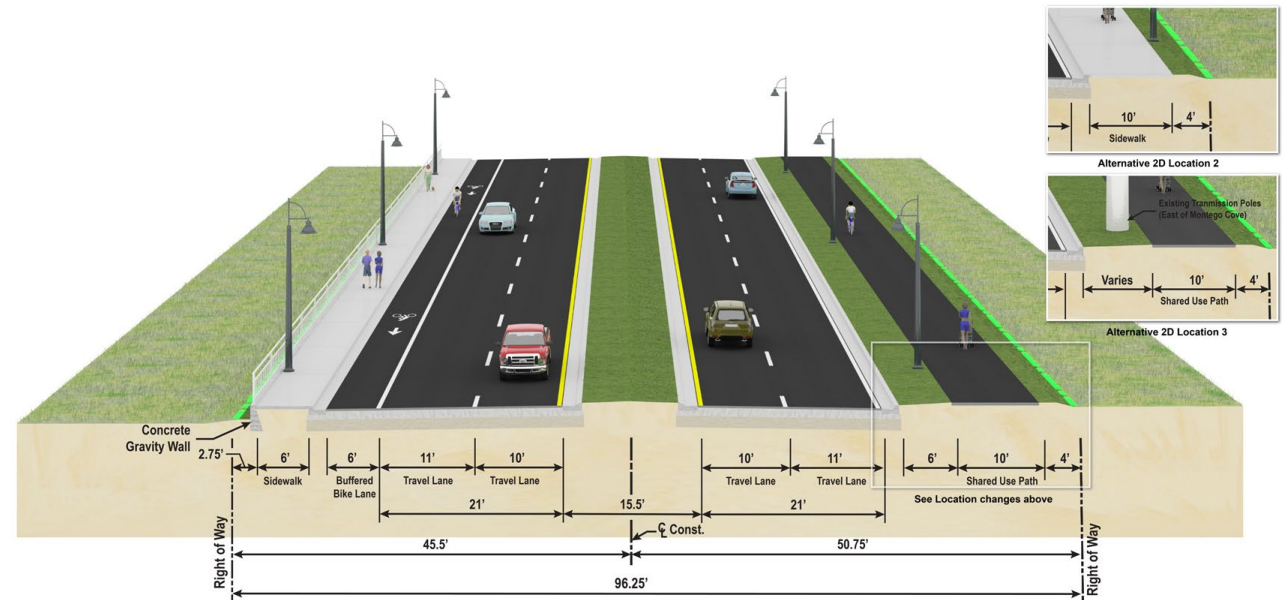 10'
4'
Sidewalk
Alternative 2D Location 2
Existing Tranmission Poles
(East of Montego Cove)
Varies
10'
4'
Shared Use Path
Alternative 2D Location 3
Concrete
Gravity Wall
2.75'
6'
Sidewalk
6'
Buffered
Bike Lane
11'
Travel Lane
10'
Travel Lane
10'
Travel Lane
11'
Travel Lane
6'
10'
4'
Shared Use Path
See Location changes above
21'
15.5'
21'
℄ Const.
Right of Way
45.5'
50.75'
Right of Way
96.25'